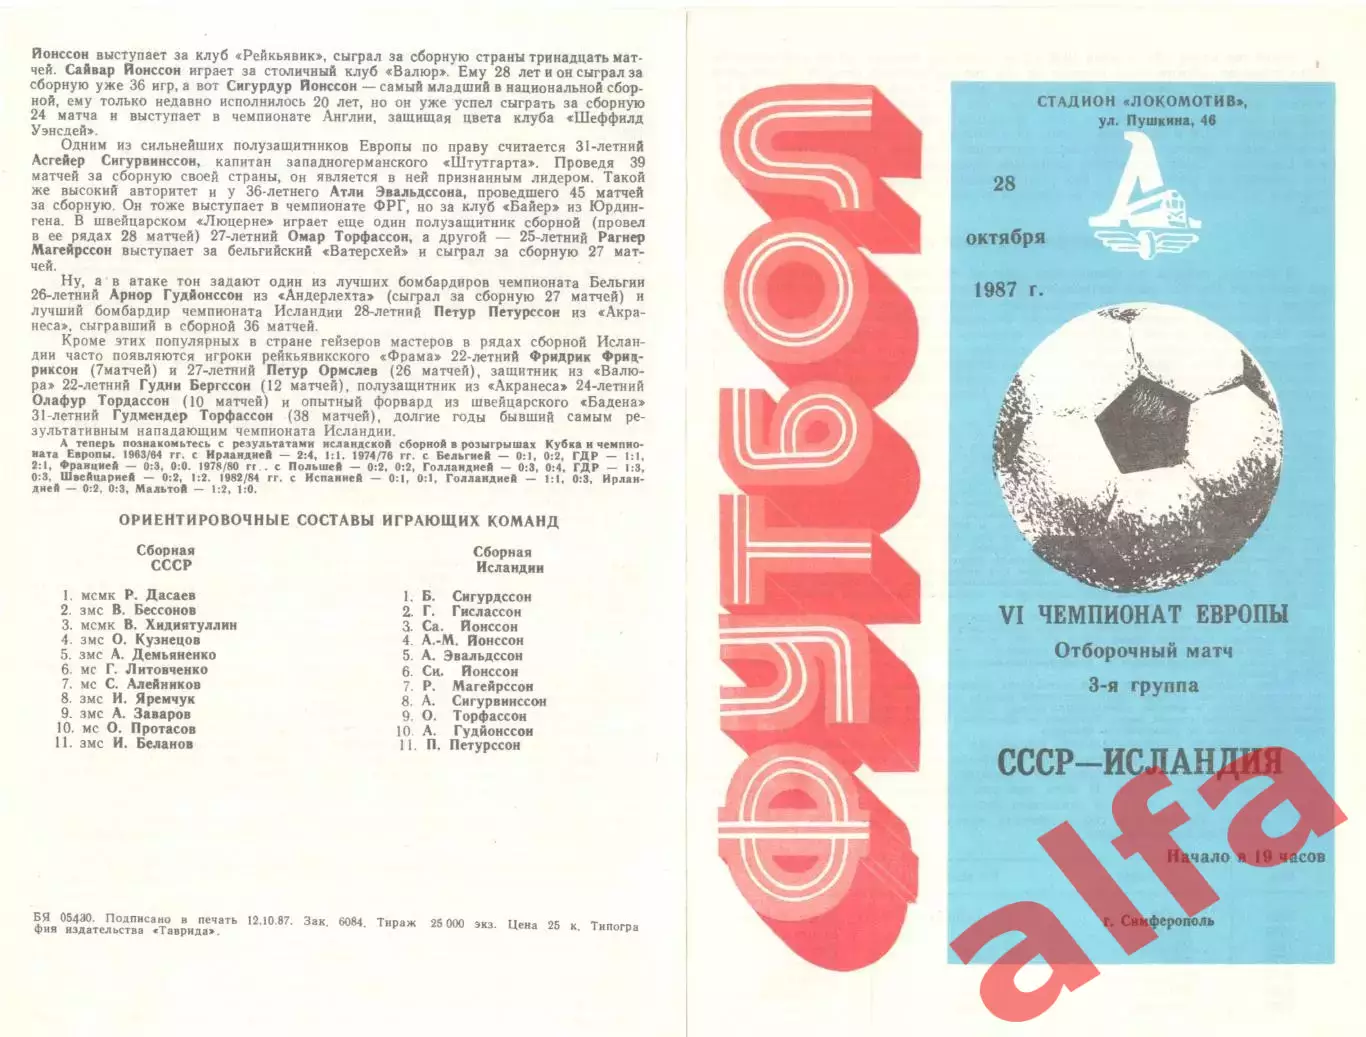 Йонссон выступает за клуб «Рейкьявик», сыграл за сборную страны тринадцать мат-
чей. Сайвар Йонссон играет за столичный клуб «Валюр». Ему 28 лет и он сыграл за
сборную уже 36 игр, а вот Сигурдур Йонссон — самый младший в национальной сбор-
ной, ему только недавно исполнилось 20 лет, но он уже успел сыграть за сборную
24 матча и выступает в чемпионате Англии, защищая цвета клуба «Шеффилд
Уэнсдей».
Одним из сильнейших полузащитников Европы по праву считается 31-летний
Асгейер Сигурвинссон, капитан западногерманского «Штутгарта». Проведя 39
матчей за сборную своей страны, он является в ней признанным лидером. Такой
же высокий авторитет и у 36-летнего Атли Эвальдссона, проведшего 45 матчей
за сборную. Он тоже выступает в чемпионате ФРГ, но за клуб «Байер» из Юрдин-
гена. В швейцарском «Люцерне» играет еще один полузащитник сборной (провел
в ее рядах 28 матчей) 27-летний Омар Торфассон, а другой — 25-летний Рагнер
Магейрссон выступает за бельгийский «Ватерсхей» и сыграл за сборную 27 мат-
чей.
Ну, а в атаке тон задают один из лучших бомбардиров чемпионата Бельгии
26-летний Арнор Гудйонссон из «Андерлехта» (сыграл за сборную 27 матчей) и
лучший бомбардир чемпионата Исландии 28-летний Петур Петурссон из «Акра-
неса», сыгравший в сборной 36 матчей.
Кроме этих популярных в стране гейзеров мастеров в рядах сборной Ислан-
дии часто появляются игроки рейкьявикского «Фрама» 22-летний Фридрик Фрид-
риксон (7матчей) и 27-летний Петур Ормслев (26 матчей), защитник из «Валю-
ра» 22-летний Гудни Бергссон (12 матчей), полузащитник из «Акранеса» 24-летний
Олафур Тордассон (10 матчей) и опытный форвард из швейцарского «Бадена»
31-летний Гудмендер Торфассон (38 матчей), долгие годы бывший самым ре-
зультативным нападающим чемпионата Исландии.
А теперь познакомьтесь с результатами исландской сборной в розыгрышах Кубка и чемпио-
ната Европы. 1963/64 гг. с Ирландией — 2:4, 1:1. 1974/76 гг. с Бельгией — 0:1, 0:2, ГДР — 1:1,
2:1, Францией — 0:3, 0:0. 1978/80 гг.. с Польшей — 0:2, 0:2, Голландией — 0:3, 0:4, ГДР — 1:3,
0:3, Швейцарией — 0:2, 1:2. 1982/84 гг. с Испанией — 0:1, 0:1, Голландией — 1:1, 0:3, Ирлан-
дией — 0:2, 0:3, Мальтой — 1:2, 1:0.
ОРИЕНТИРОВОЧНЫЕ СОСТАВЫ ИГРАЮЩИХ КОМАНД
Сборная
СССР
1. мсмк Р. Дасаев
2. змс В. Бессонов
3. мсмк В. Хидиятуллин
4. змс О. Кузнецов
5. змс А. Демьяненко
6. мс Г. Литовченко
7. мс С. Алейников
8. змс И. Яремчук
9. змс А. Заваров
10. мс О. Протасов
11. змс И. Беланов
Сборная
Исландии
1. Б. Сигурдссон
2. Г. Гислассон
3. Са. Йонссон
4. А.-М. Йонссон
5. А. Эвальдссон
6. Си. Йонссон
7. Р. Магейрссон
8. А. Сигурвинссон
9. О. Торфассон
10. А. Гудйонссон
11. П. Петурссон
БЯ 05430. Подписано в печать 12.10.87. Зак. 6084. Тираж 25 000 экз. Цена 25 к. Типогра
фия издательства «Таврида».
ФУТБОЛ
СТАДИОН «ЛОКОМОТИВ»,
ул. Пушкина, 46
28
октября
1987 г.
VI ЧЕМПИОНАТ ЕВРОПЫ
Отборочный матч
3-я группа
СССР—ИСЛАНДИЯ
Начало в 19 часов
г. Симферополь
alfa